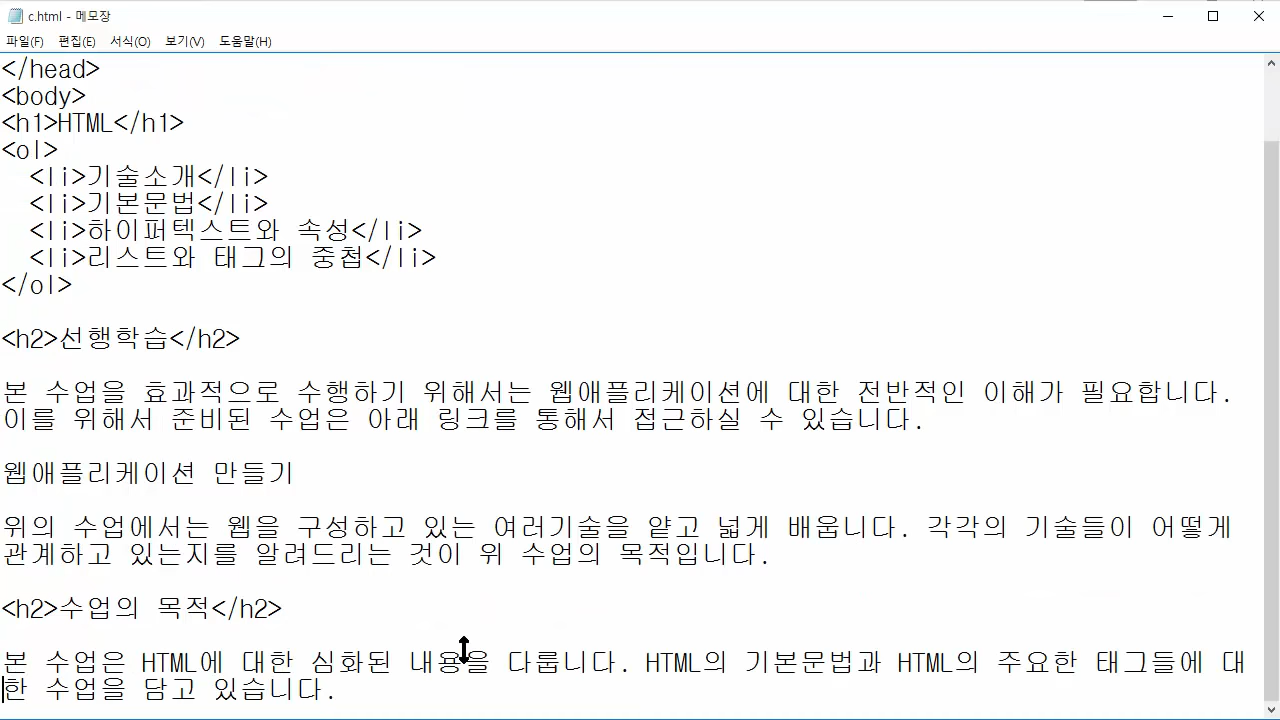 c.html - 메모장
파일(F) 편집(E) 서식(O) 보기(V) 도움말(H)
</head>
<body>
<h1>HTML</h1>
<ol>
<li>기술소개</li>
<li>기본문법</li>
<li>하이퍼텍스트와 속성</li>
<li>리스트와 태그의 중첩</li>
</ol>
<h2>선행학습</h2>
본 수업을 효과적으로 수행하기 위해서는 웹애플리케이션에 대한 전반적인 이해가 필요합니다.
이를 위해서 준비된 수업은 아래 링크를 통해서 접근하실 수 있습니다.
웹애플리케이션 만들기
위의 수업에서는 웹을 구성하고 있는 여러기술을 얕고 넓게 배웁니다. 각각의 기술들이 어떻게
관계하고 있는지를 알려드리는 것이 위 수업의 목적입니다.
<h2>수업의 목적</h2>
본 수업은 HTML에 대한 심화된 내용을 다룹니다. HTML의 기본문법과 HTML의 주요한 태그들에 대
한 수업을 담고 있습니다.